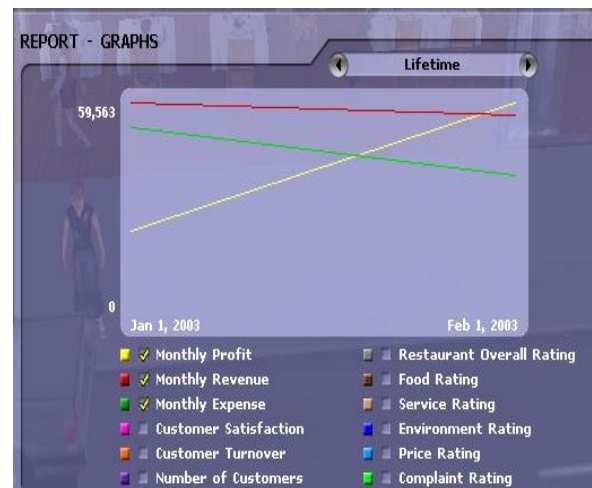 REPORT - GRAPHS
Lifetime
59,563
0
Jan 1, 2003 Feb 1, 2003
Monthly Profit Restaurant Overall Rating
Monthly Revenue Food Rating
Monthly Expense Service Rating
Customer Satisfaction Environment Rating
Customer Turnover Price Rating
Number of Customers Complaint Rating